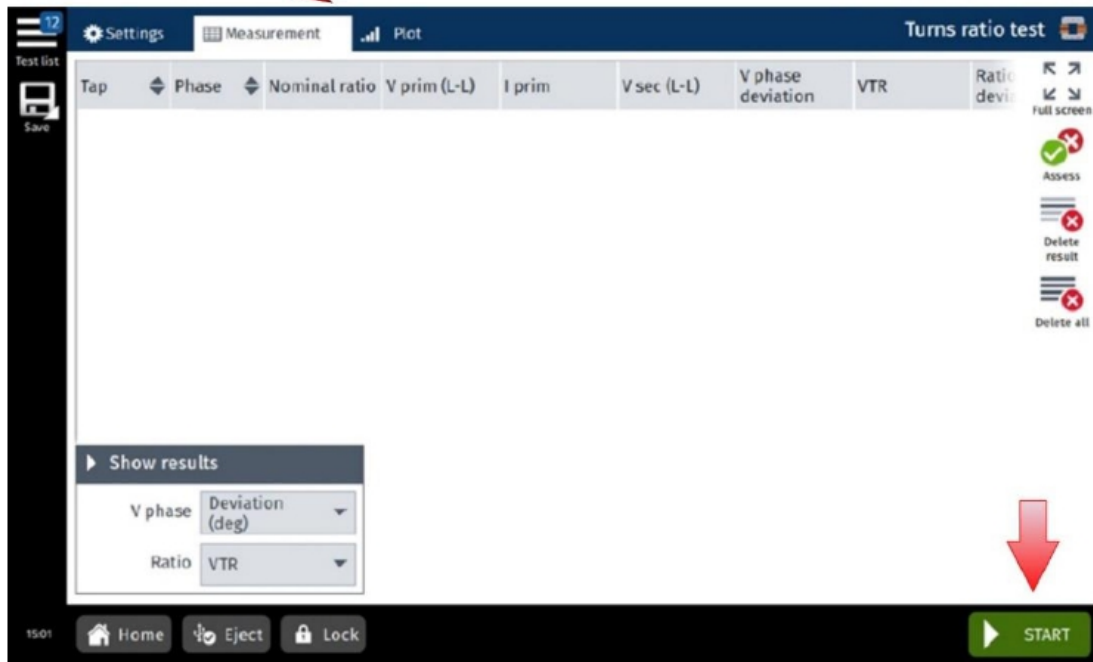 12
Test list
Save
Settings
Measurement
Plot
Turns ratio test
Tap
Phase
Nominal ratio
V prim (L-L)
I prim
V sec (L-L)
V phase
deviation
VTR
Ratio
devia
Full screen
Assess
Delete
result
Delete all
Show results
V phase
Deviation
(deg)
Ratio
VTR
15:01
Home
Eject
Lock
START